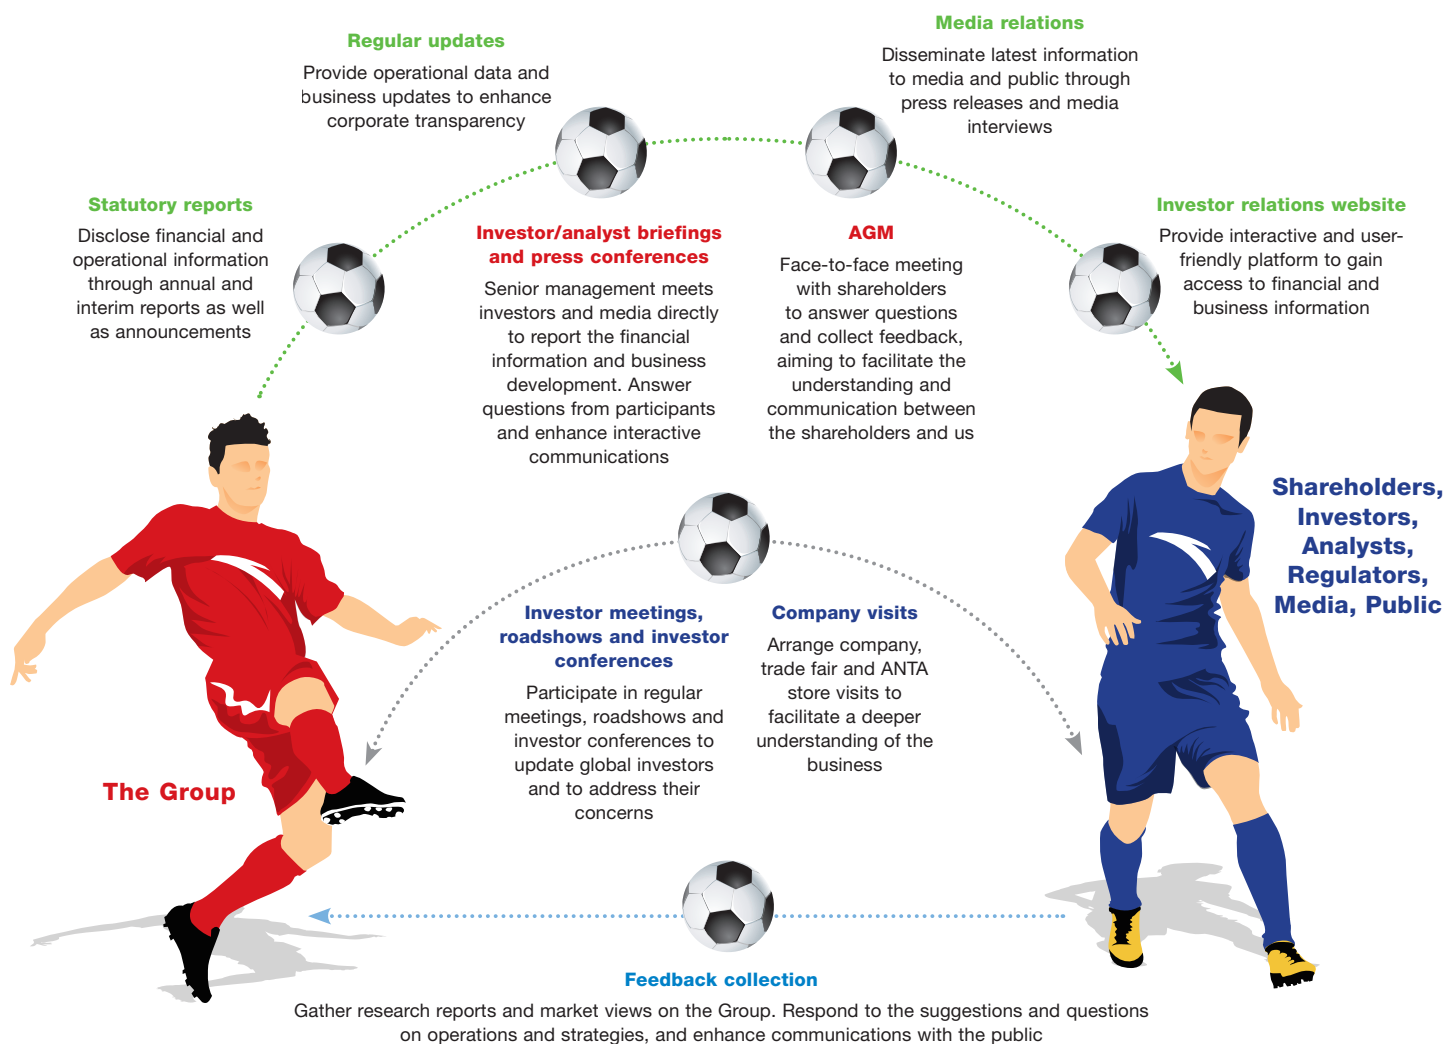 Media relations
Disseminate latest information
to media and public through
press releases and media
interviews
Regular updates
Provide operational data and
business updates to enhance
corporate transparency
Statutory reports
Disclose financial and
operational information
through annual and
interim reports as well
as announcements
Investor/analyst briefings
and press conferences
Senior management meets
investors and media directly
to report the financial
information and business
development. Answer
questions from participants
and enhance interactive
communications
AGM
Face-to-face meeting
with shareholders
to answer questions
and collect feedback,
aiming to facilitate the
understanding and
communication between
the shareholders and us
Investor relations website
Provide interactive and user-
friendly platform to gain
access to financial and
business information
Shareholders,
Investors,
Analysts,
Regulators,
Media, Public
Investor meetings,
roadshows and investor
conferences
Participate in regular
meetings, roadshows and
investor conferences to
update global investors
and to address their
concerns
Company visits
Arrange company,
trade fair and ANTA
store visits to
facilitate a deeper
understanding of the
business
The Group
Feedback collection
Gather research reports and market views on the Group. Respond to the suggestions and questions
on operations and strategies, and enhance communications with the public